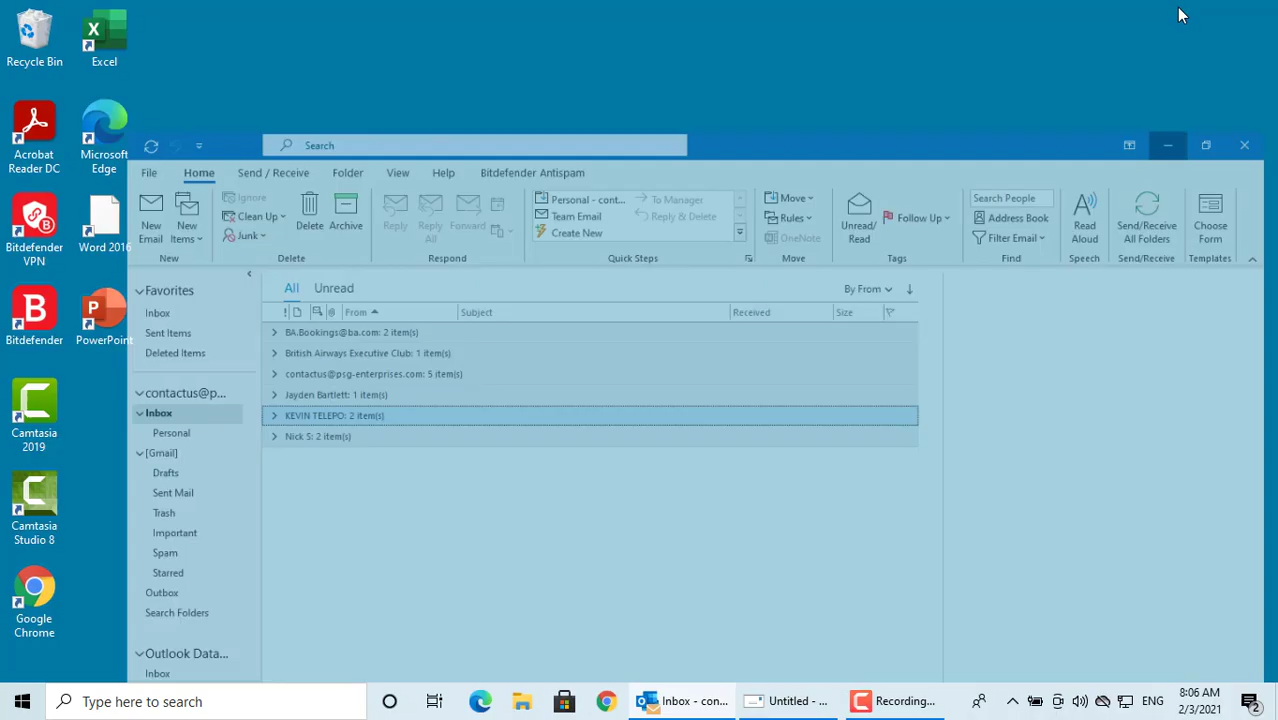 Recycle Bin
Excel
Acrobat
Reader DC
Microsoft
Edge
Bitdefender
VPN
Word 2016
Bitdefender
PowerPoint
Camtasia
2019
Camtasia
Studio 8
Google
Chrome
Search
File Home Send / Receive Folder View Help Bitdefender Antispam
New
Email
New
Items
New
Ignore
Clean Up
Junk
Delete
Archive
Delete
Reply
Reply
All
Forward
Respond
Personal - cont...
Team Email
Create New
To Manager
Reply & Delete
Quick Steps
Move
Rules
OneNote
Move
Unread/
Read
Follow Up
Tags
Search People
Address Book
Filter Email
Find
Read
Aloud
Speech
Send/Receive
All Folders
Send/Receive
Choose
Form
Templates
Favorites
Inbox
Sent Items
Deleted Items
contactus@p...
Inbox
Personal
[Gmail]
Drafts
Sent Mail
Trash
Important
Spam
Starred
Outbox
Search Folders
Outlook Data...
Inbox
All Unread By From
From Subject Received Size
BA.Bookings@ba.com: 2 item(s)
British Airways Executive Club: 1 item(s)
contactus@psg-enterprises.com: 5 item(s)
Jayden Bartlett: 1 item(s)
KEVIN TELEPO: 2 item(s)
Nick S: 2 item(s)
Type here to search
Inbox - con...
Untitled - ...
Recording...
ENG
8:06 AM
2/3/2021
2